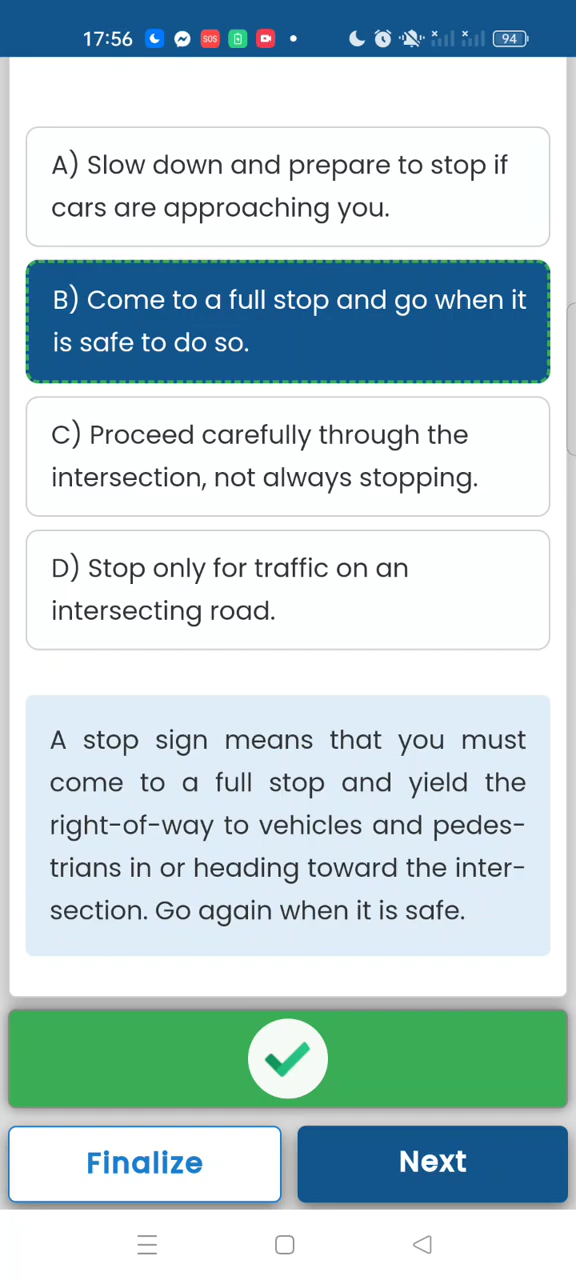 17:56 SOS 94
A) Slow down and prepare to stop if
cars are approaching you.
B) Come to a full stop and go when it
is safe to do so.
C) Proceed carefully through the
intersection, not always stopping.
D) Stop only for traffic on an
intersecting road.
A stop sign means that you must
come to a full stop and yield the
right-of-way to vehicles and pedes-
trians in or heading toward the inter-
section. Go again when it is safe.
Finalize Next